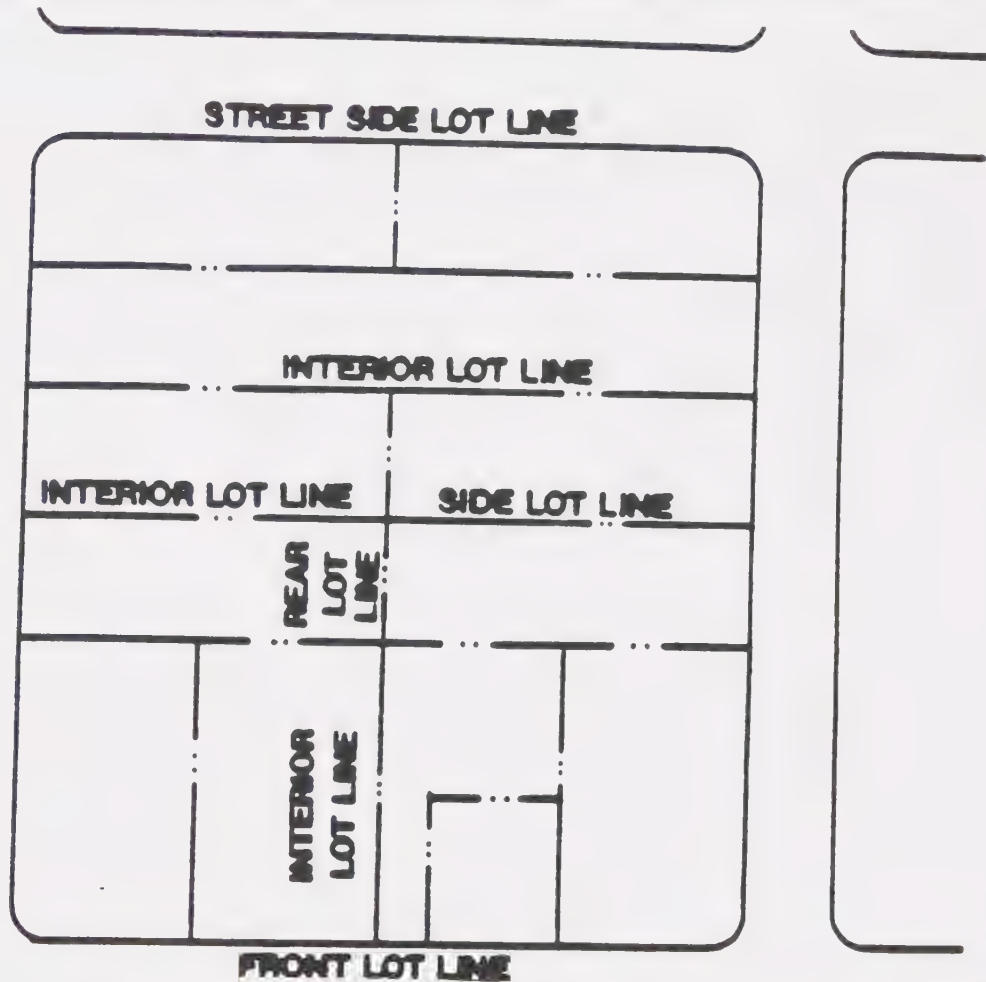 STREET SIDE LOT LINE
INTERIOR LOT LINE
INTERIOR LOT LINE
SIDE LOT LINE
REAR
LOT
LINE
INTERIOR
LOT LINE
FRONT LOT LINE